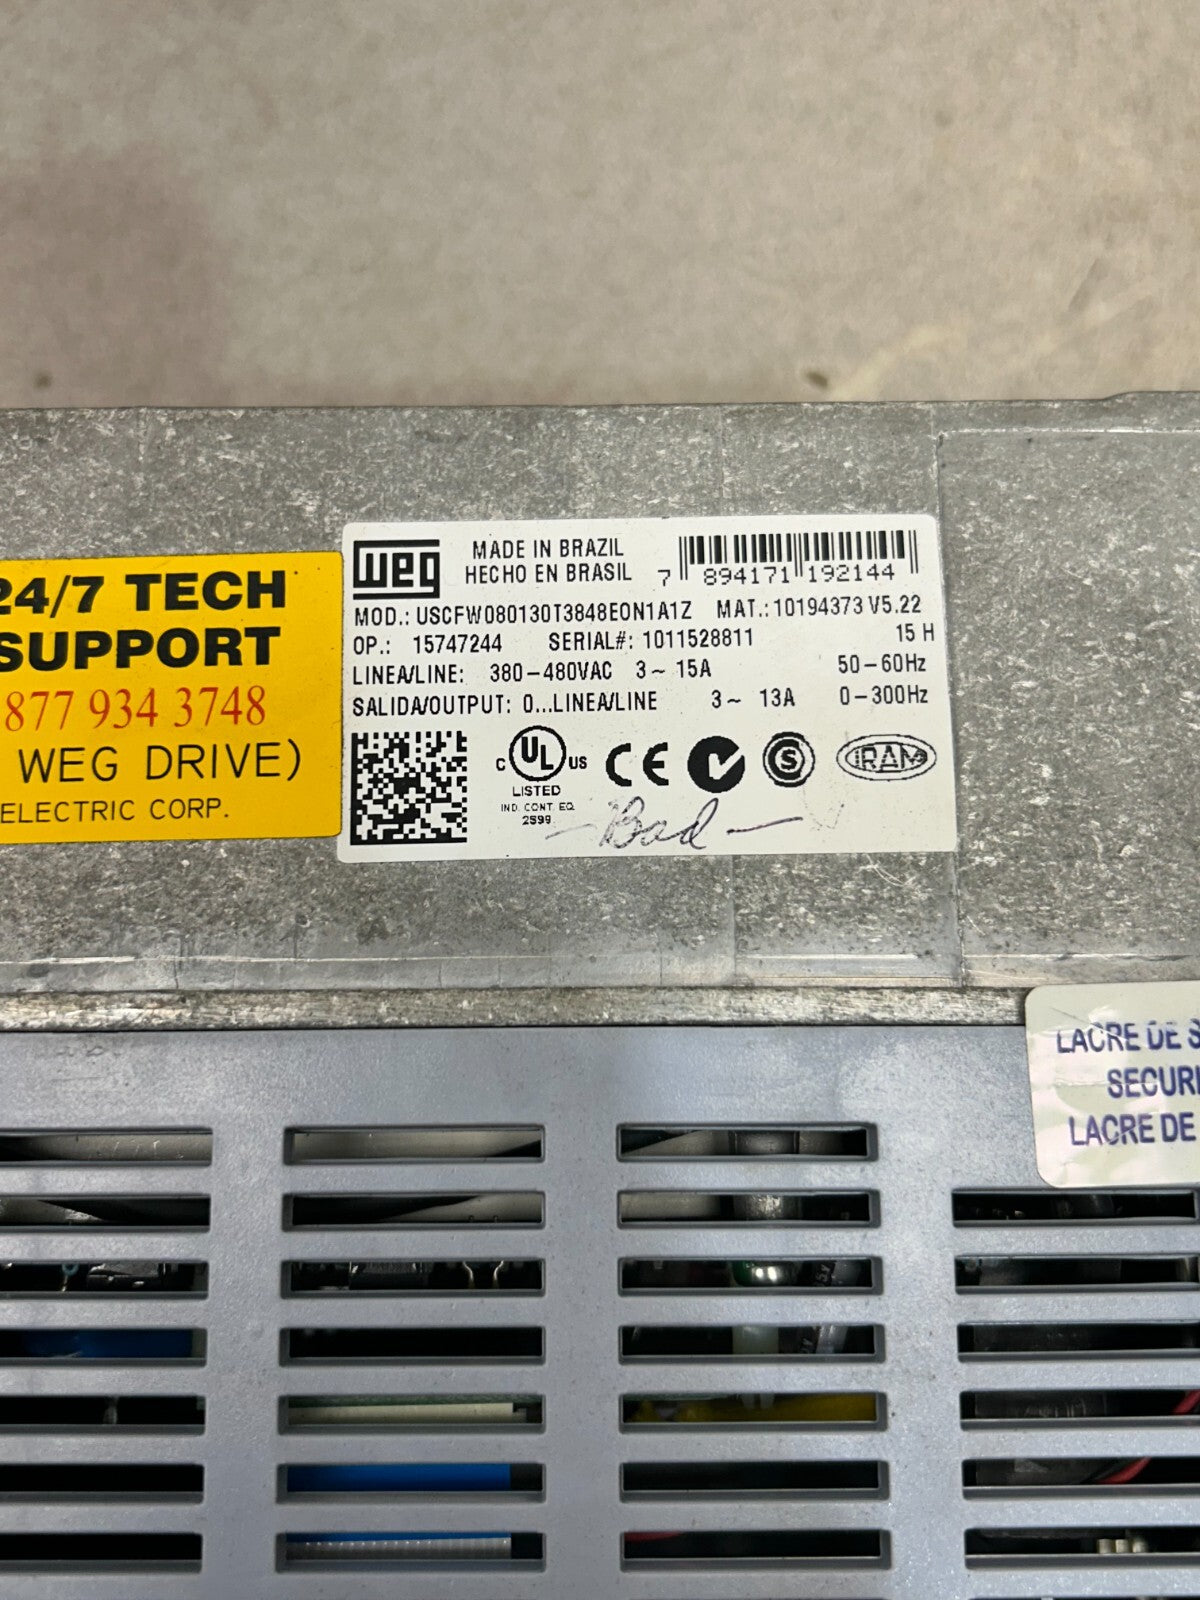 24/7 TECH
SUPPORT
877 934 3748
WEG DRIVE)
ELECTRIC CORP.
weg
MADE IN BRAZIL
HECHO EN BRASIL
7 894171 192144
MOD.: USCFW080130T3848EON1A1Z MAT.:10194373 V5.22
OP.: 15747244 SERIAL#: 1011528811 15 H
LINEA/LINE: 380-480VAC 3~ 15A 50-60Hz
SALIDA/OUTPUT: 0...LINEA/LINE 3~ 13A 0-300Hz
C UL US
LISTED
IND. CONT. EQ.
2S99
CE
S
IRAM
- Bad -
LACRE DE
SECURI
LACRE DE